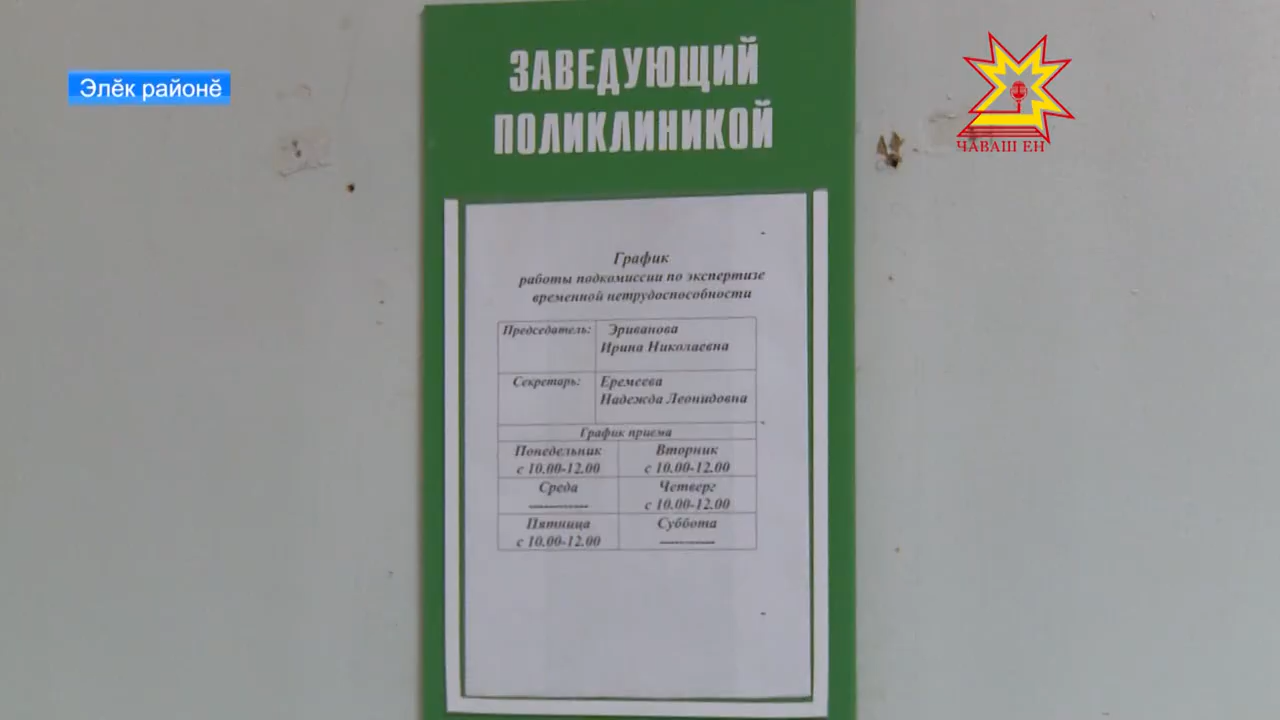 Элӗк районӗ
ЧĂВАШ ЕН
ЗАВЕДУЮЩИЙ
ПОЛИКЛИНИКОЙ
График
работы подкомиссии по экспертизе
временной нетрудоспособности
Председатель: Эриванова
Ирина Николаевна
Секретарь: Еремеева
Надежда Леонидовна
График приема
Понедельник Вторник
с 10.00-12.00 с 10.00-12.00
Среда Четверг
с 10.00-12.00
Пятница Суббота
с 10.00-12.00